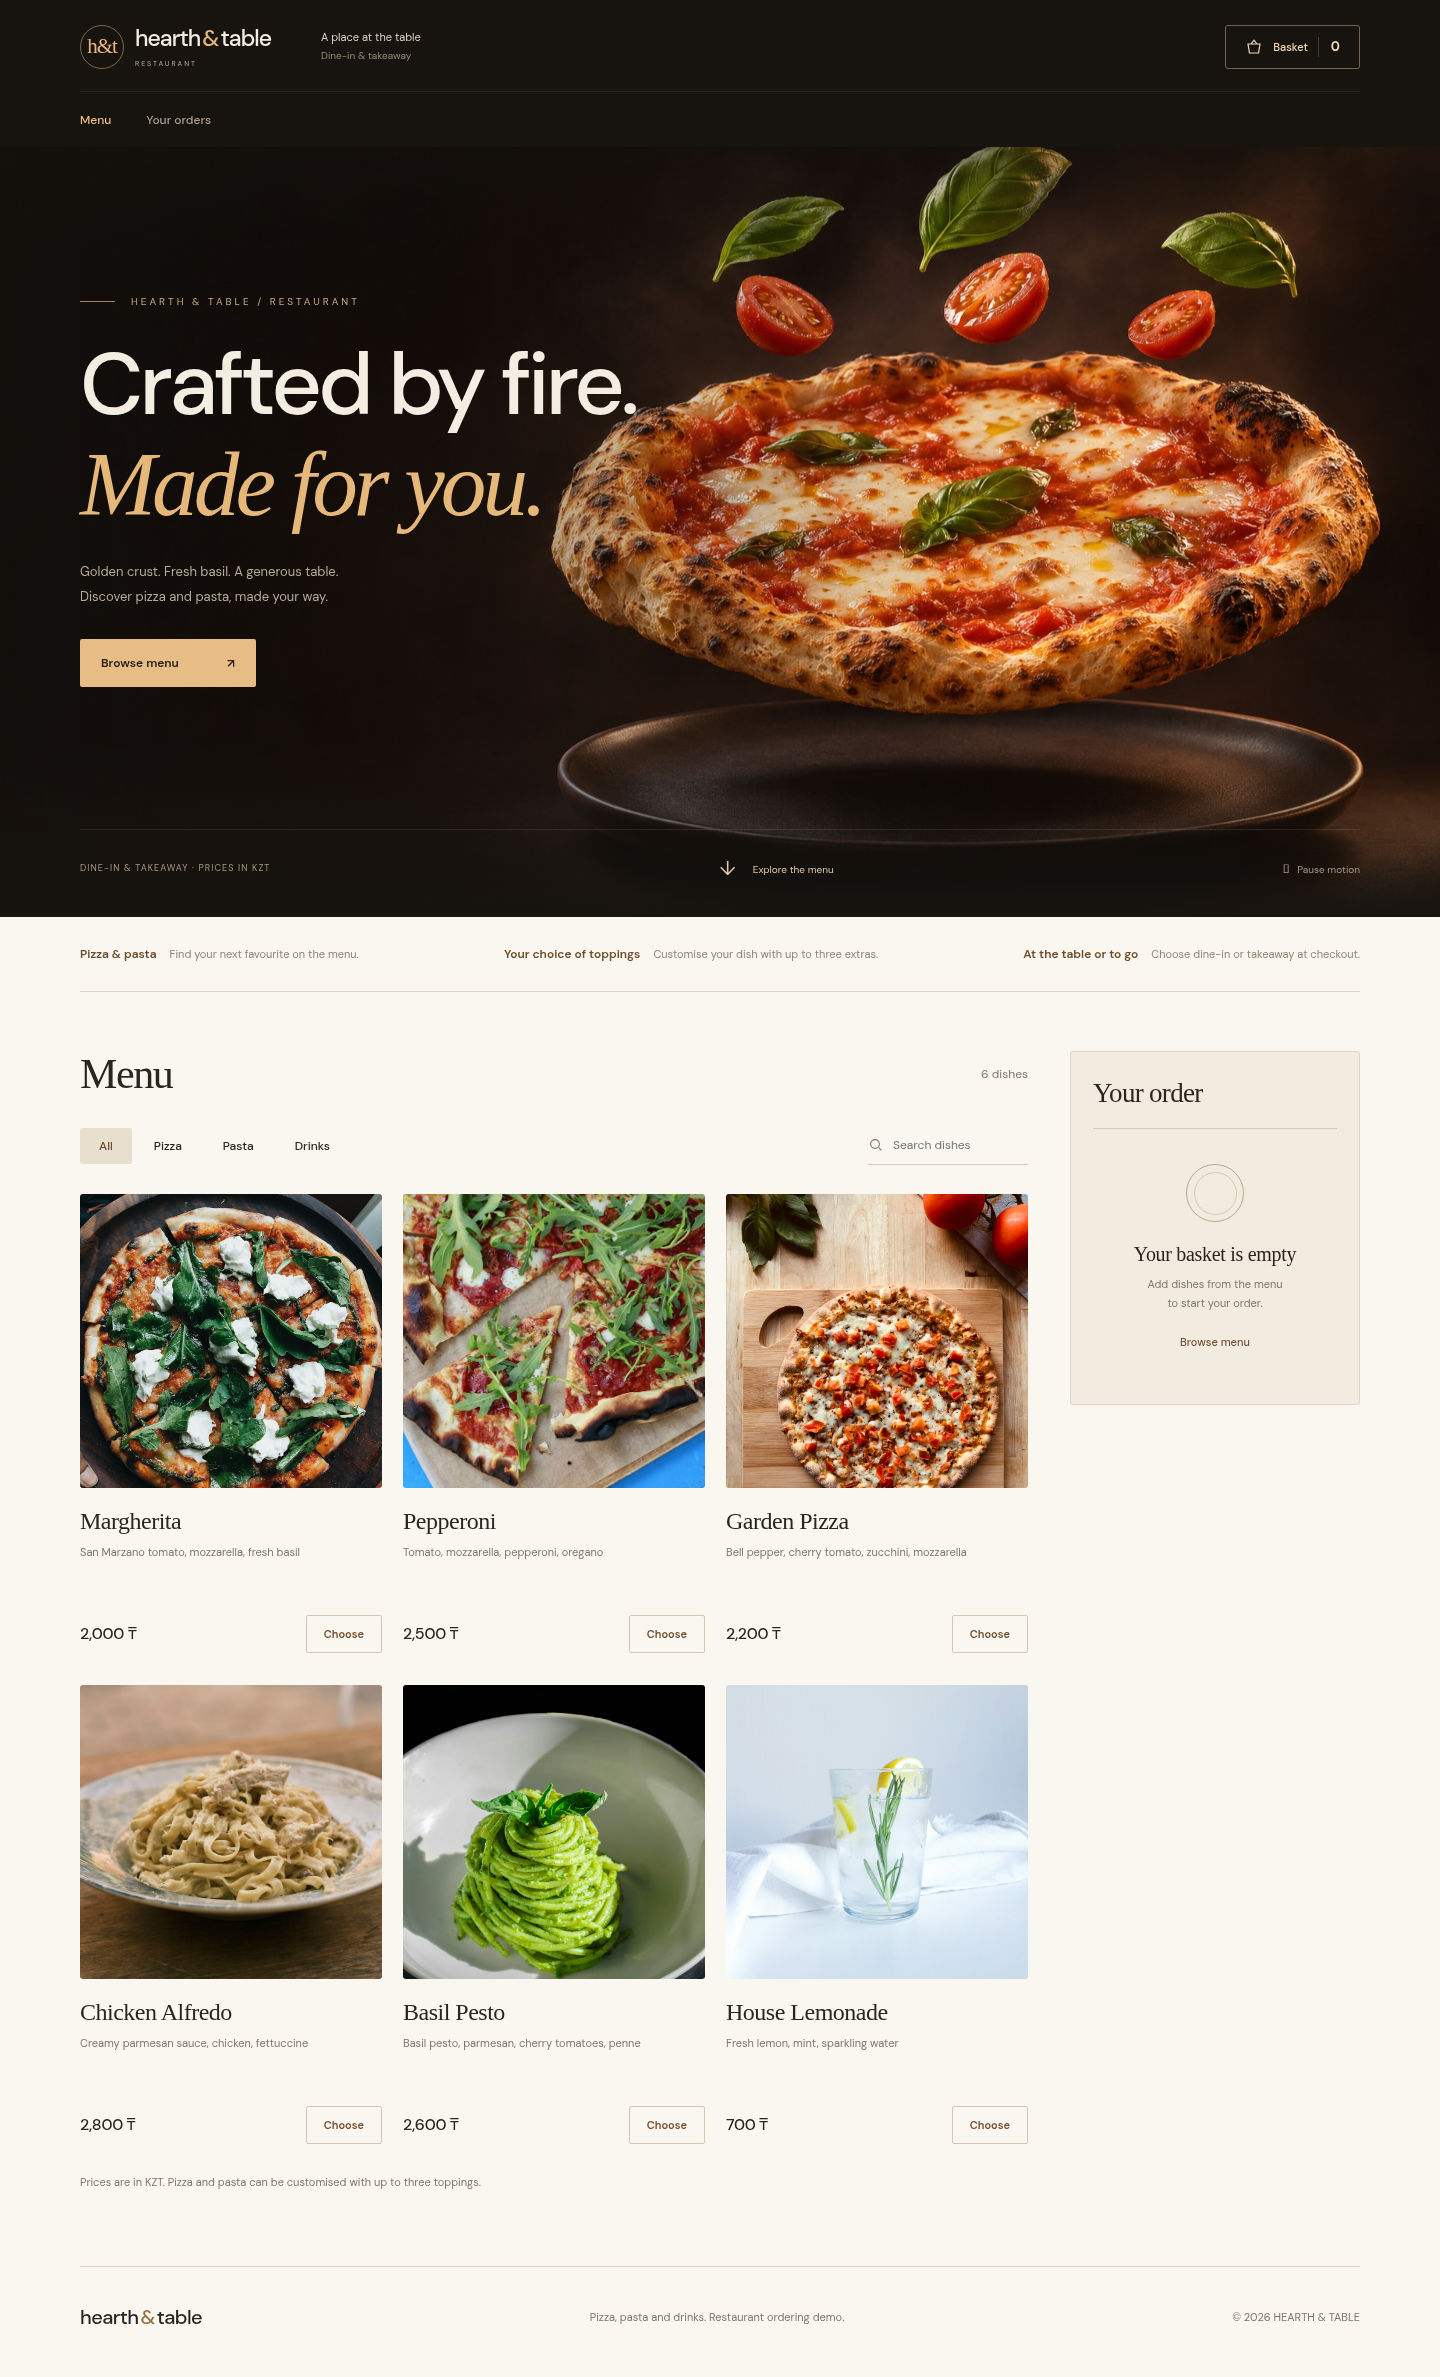 h&t
hearth&table
RESTAURANT
A place at the table
Dine-in & takeaway
Basket 0
Menu Your orders
HEARTH & TABLE / RESTAURANT
Crafted by fire.
Made for you.
Golden crust. Fresh basil. A generous table.
Discover pizza and pasta, made your way.
Browse menu
DINE-IN & TAKEAWAY · PRICES IN KZT
Explore the menu
Pause motion
Pizza & pasta Find your next favourite on the menu.
Your choice of toppings Customise your dish with up to three extras.
At the table or to go Choose dine-in or takeaway at checkout.
Menu
6 dishes
All Pizza Pasta Drinks
Search dishes
Margherita
San Marzano tomato, mozzarella, fresh basil
2,000 ₸
Choose
Pepperoni
Tomato, mozzarella, pepperoni, oregano
2,500 ₸
Choose
Garden Pizza
Bell pepper, cherry tomato, zucchini, mozzarella
2,200 ₸
Choose
Chicken Alfredo
Creamy parmesan sauce, chicken, fettuccine
2,800 ₸
Choose
Basil Pesto
Basil pesto, parmesan, cherry tomatoes, penne
2,600 ₸
Choose
House Lemonade
Fresh lemon, mint, sparkling water
700 ₸
Choose
Prices are in KZT. Pizza and pasta can be customised with up to three toppings.
Your order
Your basket is empty
Add dishes from the menu
to start your order.
Browse menu
hearth&table
Pizza, pasta and drinks. Restaurant ordering demo.
© 2026 HEARTH & TABLE